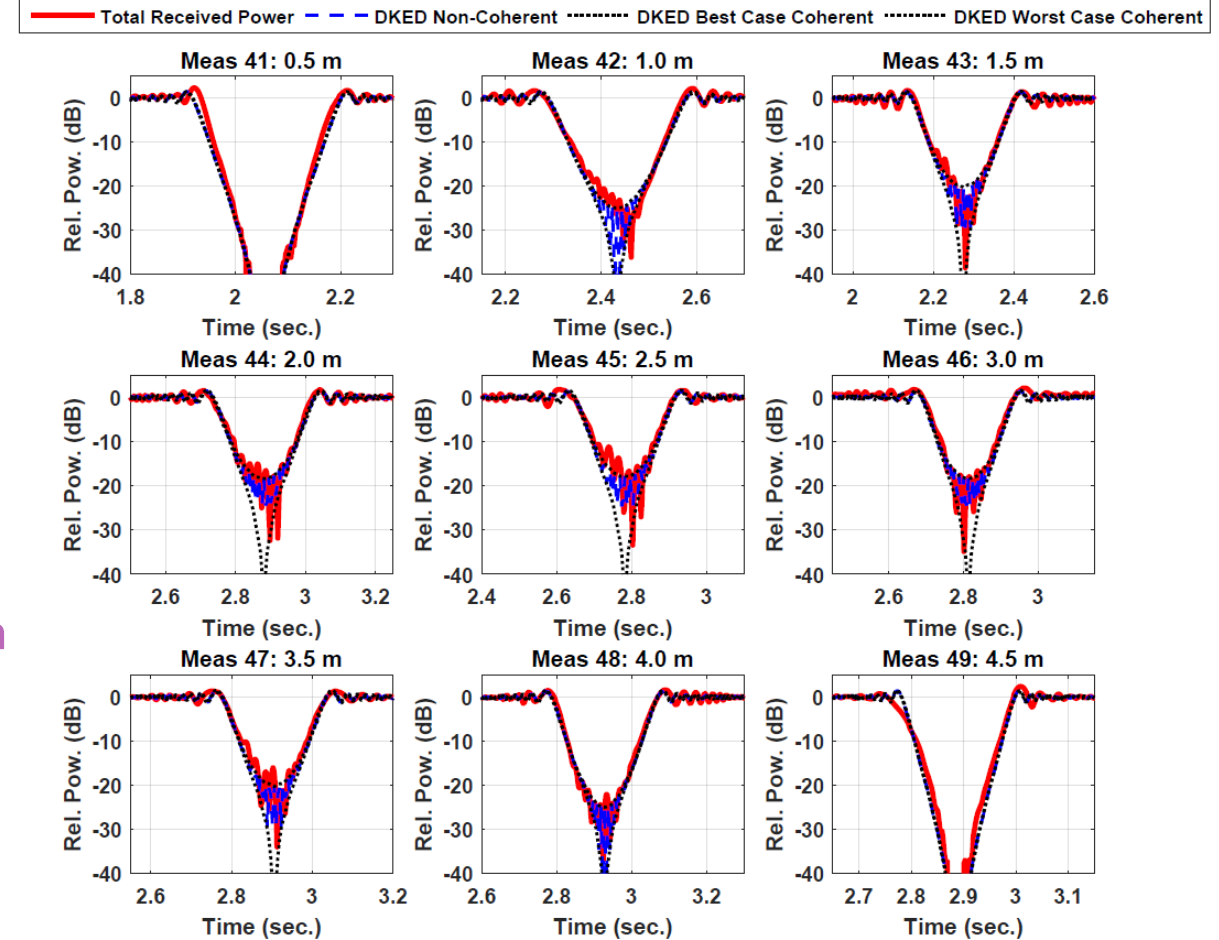 Total Received Power DKED Non-Coherent DKED Best Case Coherent DKED Worst Case Coherent
Meas 41: 0.5 m Meas 42: 1.0 m Meas 43: 1.5 m
Rel. Pow. (dB) Rel. Pow. (dB) Rel. Pow. (dB)
0 0 0
-10 -10 -10
-20 -20 -20
-30 -30 -30
-40 -40 -40
1.8 2 2.2 2.2 2.4 2.6 2 2.2 2.4 2.6
Time (sec.) Time (sec.) Time (sec.)
Meas 44: 2.0 m Meas 45: 2.5 m Meas 46: 3.0 m
Rel. Pow. (dB) Rel. Pow. (dB) Rel. Pow. (dB)
0 0 0
-10 -10 -10
-20 -20 -20
-30 -30 -30
-40 -40 -40
2.6 2.8 3 3.2 2.4 2.6 2.8 3 2.6 2.8 3
Time (sec.) Time (sec.) Time (sec.)
Meas 47: 3.5 m Meas 48: 4.0 m Meas 49: 4.5 m
Rel. Pow. (dB) Rel. Pow. (dB) Rel. Pow. (dB)
0 0 0
-10 -10 -10
-20 -20 -20
-30 -30 -30
-40 -40 -40
2.6 2.8 3 3.2 2.6 2.8 3 3.2 2.7 2.8 2.9 3 3.1
Time (sec.) Time (sec.) Time (sec.)